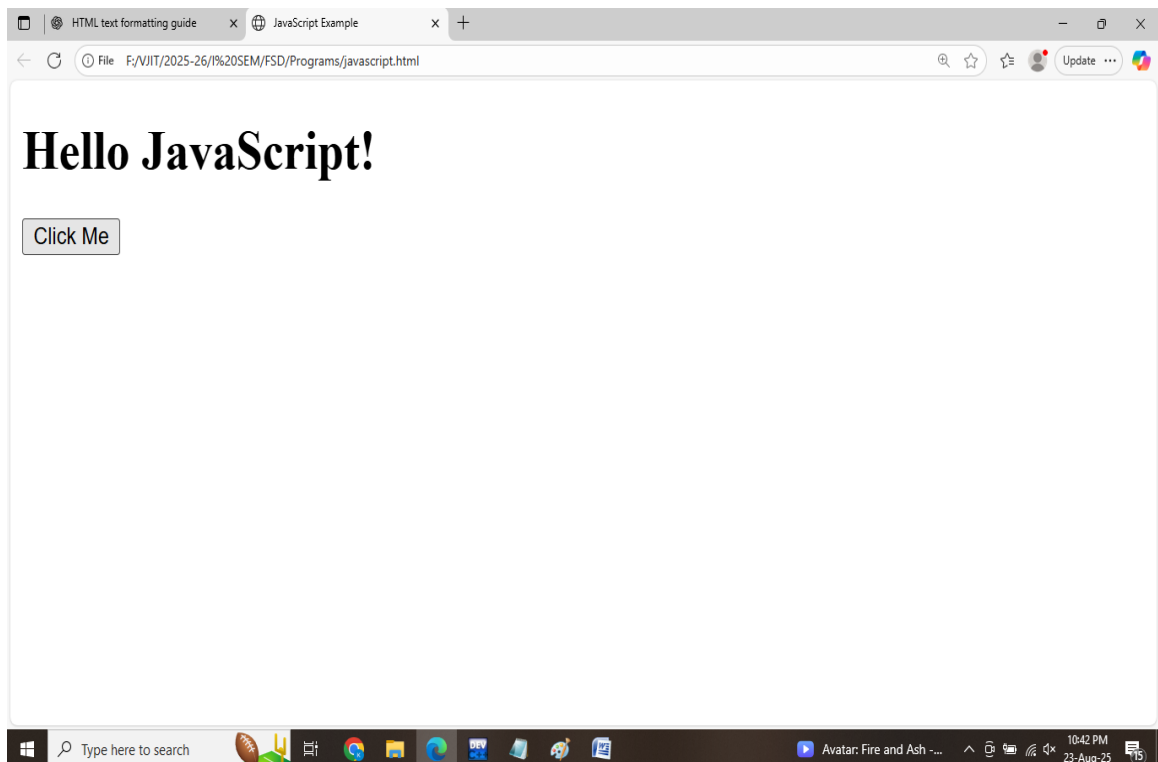 HTML text formatting guide
JavaScript Example
File F:/VJIT/2025-26/I%20SEM/FSD/Programs/javascript.html
Update
Hello JavaScript!
Click Me
Type here to search
DEV
Avatar: Fire and Ash -...
10:42 PM
23-Aug-25
15